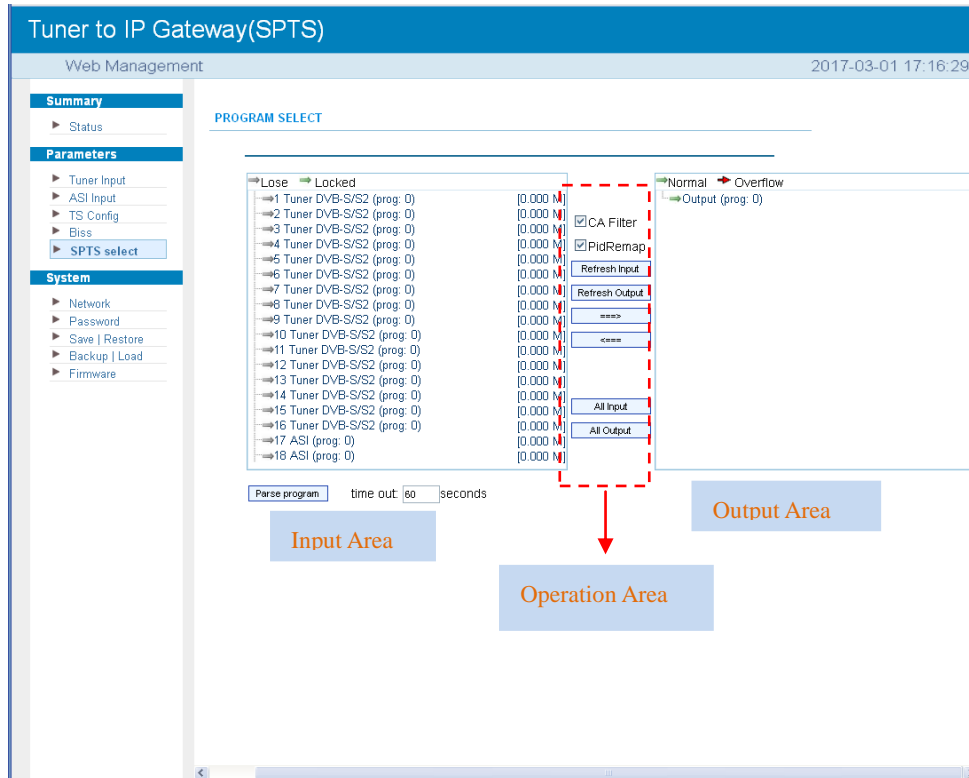 Tuner to IP Gateway(SPTS)
Web Management
2017-03-01 17:16:29
Summary
Status
Parameters
Tuner Input
ASI Input
TS Config
Biss
SPTS select
System
Network
Password
Save | Restore
Backup | Load
Firmware
PROGRAM SELECT
Lose Locked
1 Tuner DVB-S/S2 (prog: 0) [0.000 M]
2 Tuner DVB-S/S2 (prog: 0) [0.000 M]
3 Tuner DVB-S/S2 (prog: 0) [0.000 M]
4 Tuner DVB-S/S2 (prog: 0) [0.000 M]
5 Tuner DVB-S/S2 (prog: 0) [0.000 M]
6 Tuner DVB-S/S2 (prog: 0) [0.000 M]
7 Tuner DVB-S/S2 (prog: 0) [0.000 M]
8 Tuner DVB-S/S2 (prog: 0) [0.000 M]
9 Tuner DVB-S/S2 (prog: 0) [0.000 M]
10 Tuner DVB-S/S2 (prog: 0) [0.000 M]
11 Tuner DVB-S/S2 (prog: 0) [0.000 M]
12 Tuner DVB-S/S2 (prog: 0) [0.000 M]
13 Tuner DVB-S/S2 (prog: 0) [0.000 M]
14 Tuner DVB-S/S2 (prog: 0) [0.000 M]
15 Tuner DVB-S/S2 (prog: 0) [0.000 M]
16 Tuner DVB-S/S2 (prog: 0) [0.000 M]
17 ASI (prog: 0) [0.000 M]
18 ASI (prog: 0) [0.000 M]
CA Filter
PidRemap
Refresh Input
Refresh Output
===>
<===
All Input
All Output
Normal Overflow
Output (prog: 0)
Parse program time out: 60 seconds
Input Area
Output Area
Operation Area